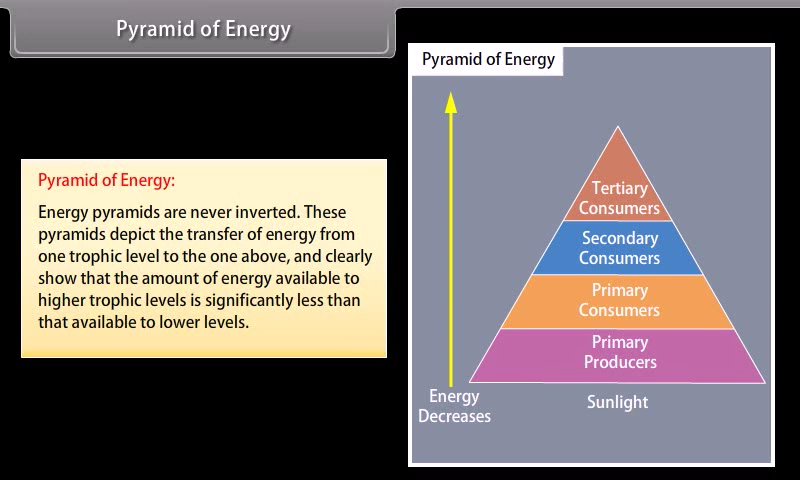 Pyramid of Energy
Pyramid of Energy:
Energy pyramids are never inverted. These
pyramids depict the transfer of energy from
one trophic level to the one above, and clearly
show that the amount of energy available to
higher trophic levels is significantly less than
that available to lower levels.
Pyramid of Energy
Tertiary
Consumers
Secondary
Consumers
Primary
Consumers
Primary
Producers
Energy
Decreases
Sunlight